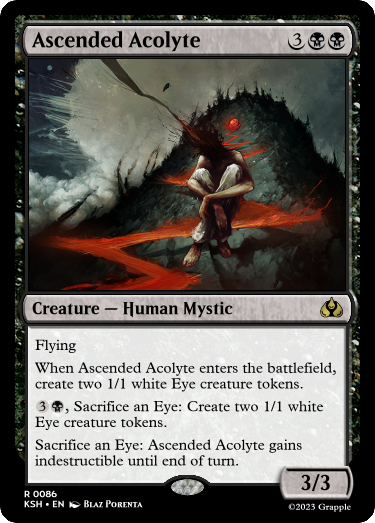 Ascended Acolyte 3
Creature — Human Mystic
Flying
When Ascended Acolyte enters the battlefield,
create two 1/1 white Eye creature tokens.
3 , Sacrifice an Eye: Create two 1/1 white
Eye creature tokens.
Sacrifice an Eye: Ascended Acolyte gains
indestructible until end of turn.
3/3
R 0086
KSH • EN Blaz Porenta
©2023 Grapple